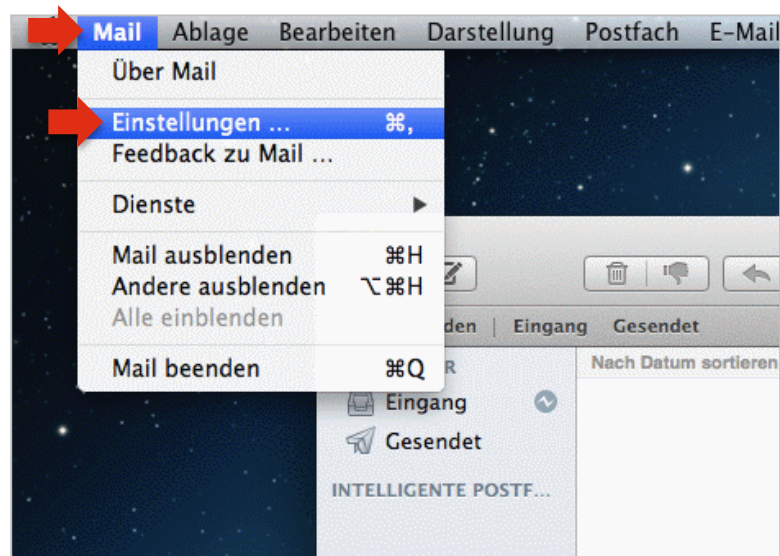 Mail Ablage Bearbeiten Darstellung Postfach E-Mail
Über Mail
Einstellungen ... ⌘,
Feedback zu Mail ...
Dienste ▶
Mail ausblenden ⌘H
Andere ausblenden ⌥⌘H
Alle einblenden
Mail beenden ⌘Q
den | Eingang Gesendet
R Nach Datum sortieren
Eingang
Gesendet
INTELLIGENTE POSTF...